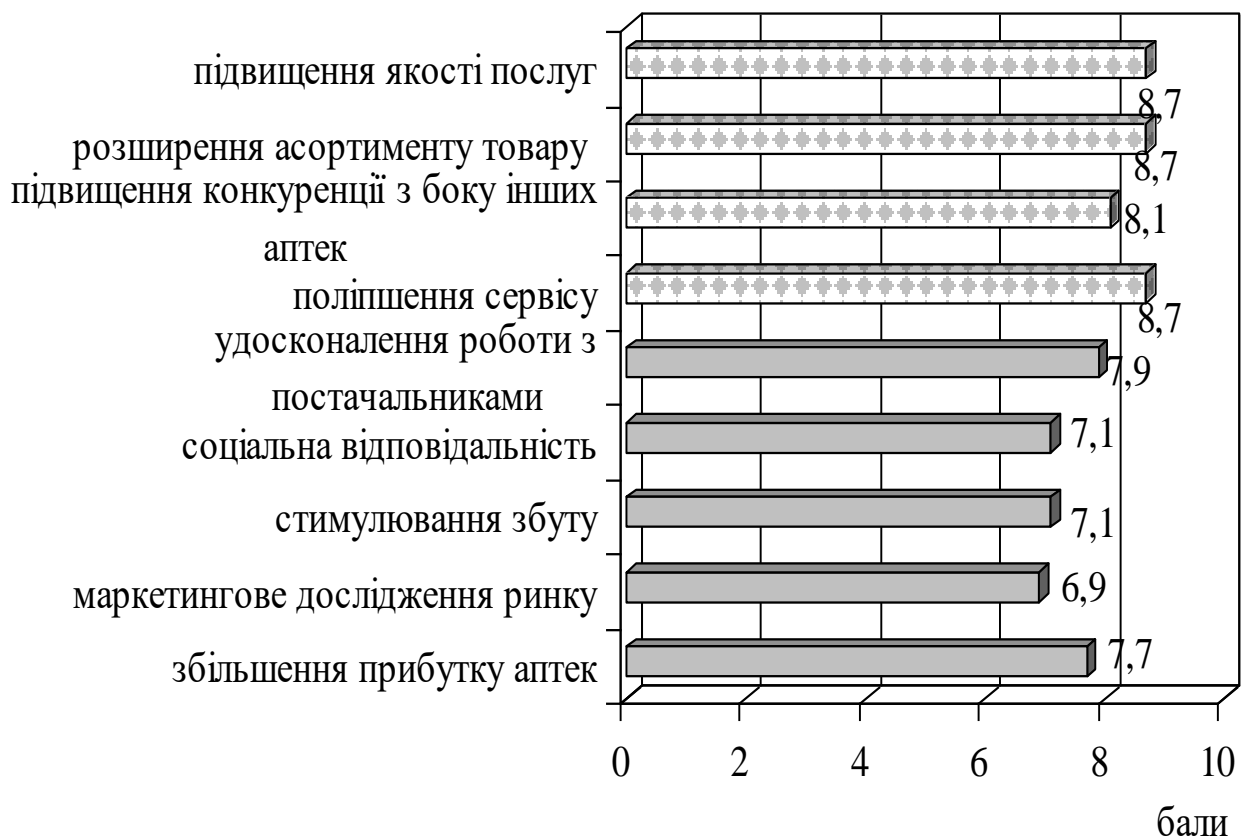 підвищення якості послуг
8,7
розширення асортименту товару
8,7
підвищення конкуренції з боку інших
аптек
8,1
поліпшення сервісу
8,7
удосконалення роботи з
постачальниками
7,9
соціальна відповідальність
7,1
стимулювання збуту
7,1
маркетингове дослідження ринку
6,9
збільшення прибутку аптек
7,7
0 2 4 6 8 10
бали